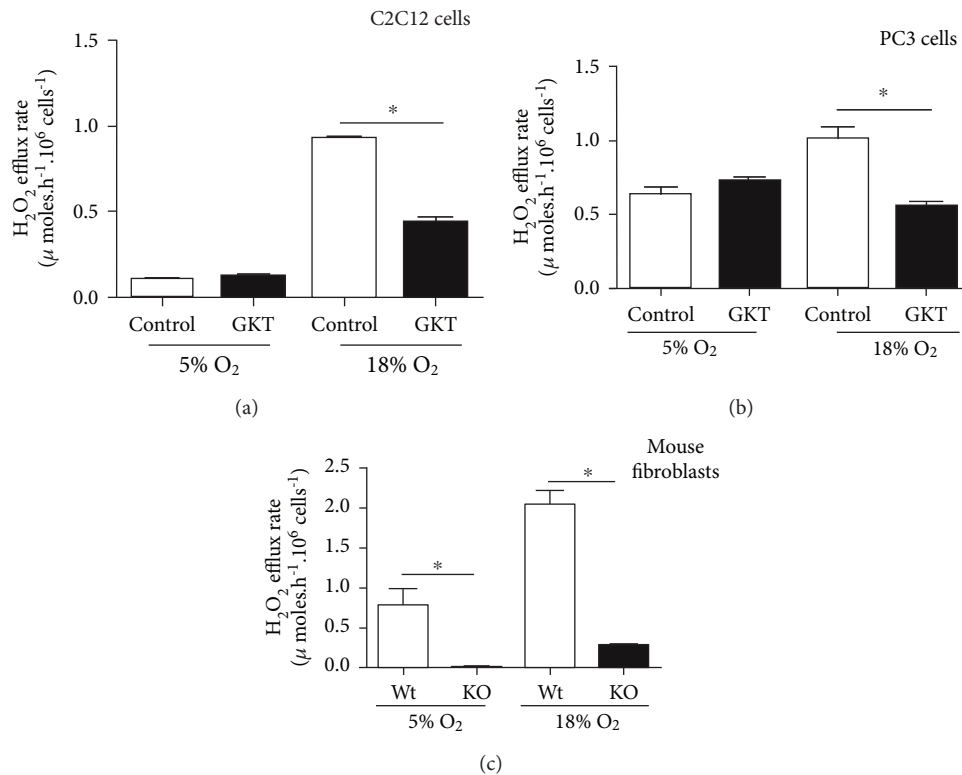 C2C12 cells
H₂O₂ efflux rate
(μ moles.h⁻¹.10⁶ cells⁻¹)
1.5
1.0
0.5
0.0
*
Control GKT Control GKT
5% O₂ 18% O₂
(a)
PC3 cells
H₂O₂ efflux rate
(μ moles.h⁻¹.10⁶ cells⁻¹)
1.5
1.0
0.5
0.0
*
Control GKT Control GKT
5% O₂ 18% O₂
(b)
Mouse
fibroblasts
H₂O₂ efflux rate
(μ moles.h⁻¹.10⁶ cells⁻¹)
2.5
2.0
1.5
1.0
0.5
0.0
* *
Wt KO Wt KO
5% O₂ 18% O₂
(c)